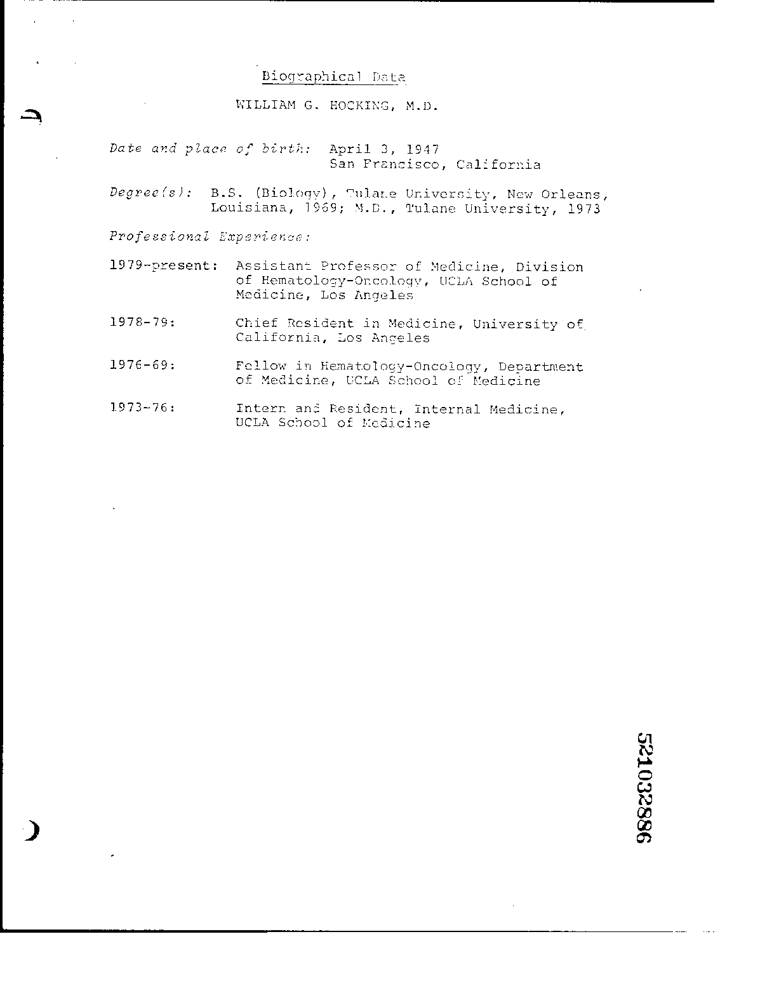 Biographical Data
WILLIAM G. HOCKING, M.D.
Date and place of birth: April 3, 1947
San Francisco, California
Degree(s): B.S. (Biology), Tulane University, New Orleans,
Louisiana, 1969; M.D., Tulane University, 1973
Professional Experience:
1979-present: Assistant Professor of Medicine, Division
of Hematology-Oncology, UCLA School of
Medicine, Los Angeles
1978-79: Chief Resident in Medicine, University of
California, Los Angeles
1976-69: Fellow in Hematology-Oncology, Department
of Medicine, UCLA School of Medicine
1973-76: Intern and Resident, Internal Medicine,
UCLA School of Medicine
521032886